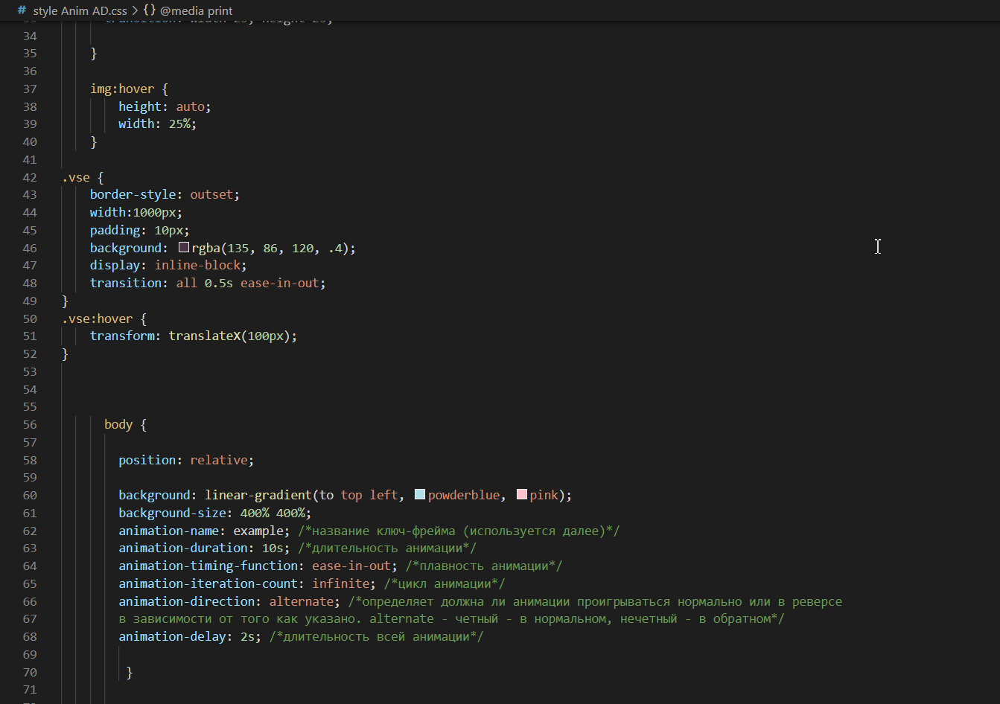 # style Anim AD.css > {} @media print
33 transition: width 2s, height 2s;
34
35 }
36
37 img:hover {
38 height: auto;
39 width: 25%;
40 }
41
42 .vse {
43 border-style: outset;
44 width:1000px;
45 padding: 10px;
46 background: rgba(135, 86, 120, .4);
47 display: inline-block;
48 transition: all 0.5s ease-in-out;
49 }
50 .vse:hover {
51 transform: translateX(100px);
52 }
53
54
55
56 body {
57
58 position: relative;
59
60 background: linear-gradient(to top left, powderblue, pink);
61 background-size: 400% 400%;
62 animation-name: example; /*название ключ-фрейма (используется далее)*/
63 animation-duration: 10s; /*длительность анимации*/
64 animation-timing-function: ease-in-out; /*плавность анимации*/
65 animation-iteration-count: infinite; /*цикл анимации*/
66 animation-direction: alternate; /*определяет должна ли анимации проигрываться нормально или в реверсе
67 в зависимости от того как указано. alternate - четный - в нормальном, нечетный - в обратном*/
68 animation-delay: 2s; /*длительность всей анимации*/
69
70 }
71